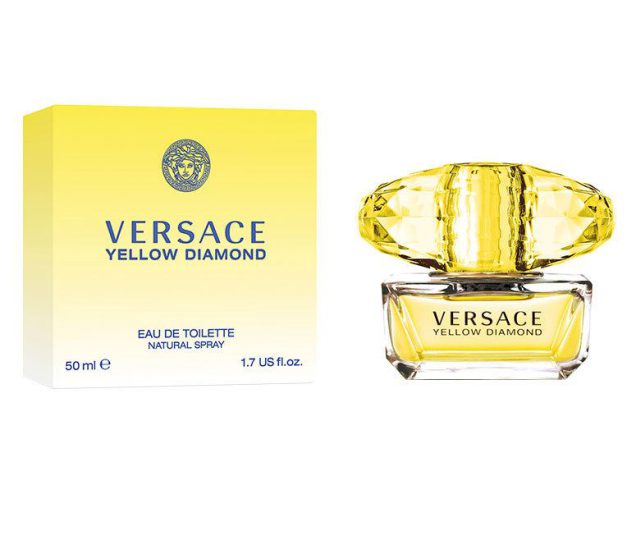 VERSACE
YELLOW DIAMOND
EAU DE TOILETTE
NATURAL SPRAY
50 ml ℮ 1.7 US fl.oz.
VERSACE
YELLOW DIAMOND